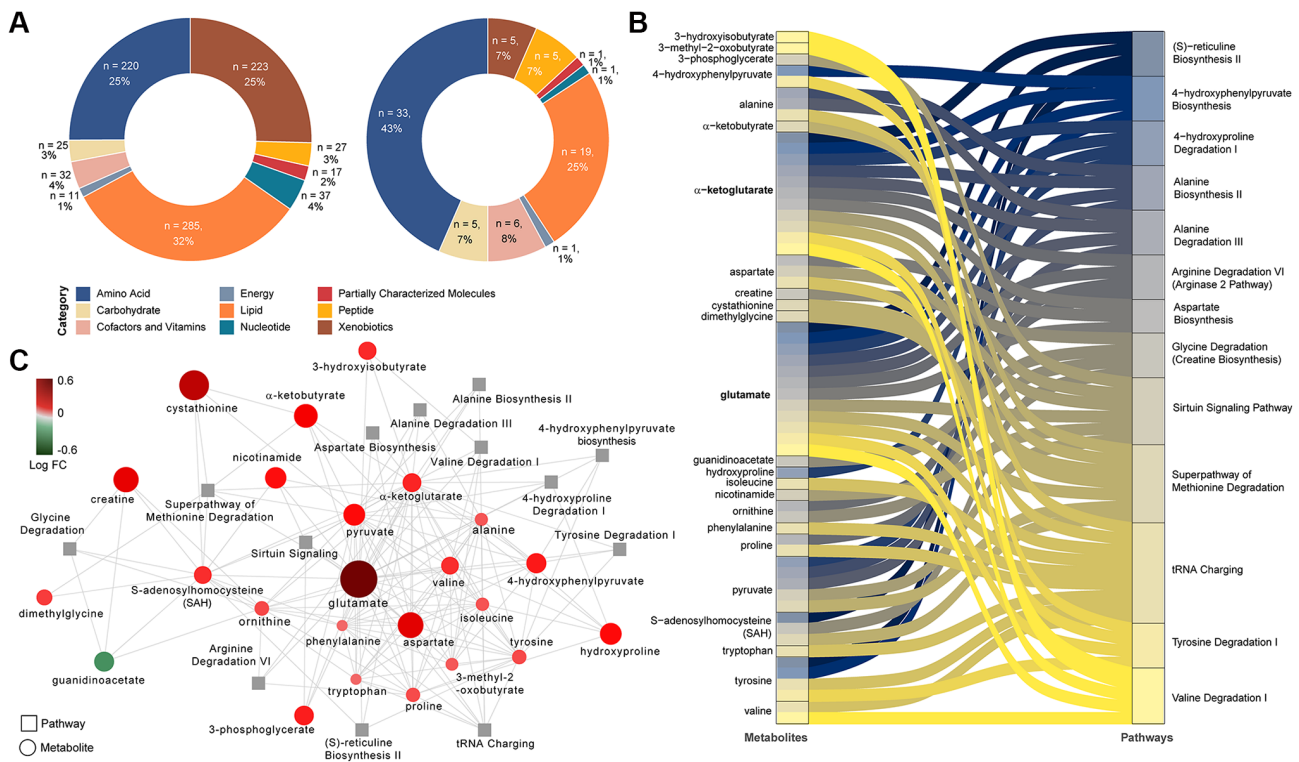 A
n = 220
25%
n = 223
25%
n = 25
3%
n = 32
4%
n = 11
1%
n = 27
3%
n = 17
2%
n = 37
4%
n = 285,
32%
n = 5,
7%
n=5,
7%
n = 1,
1%
n = 1,
1%
n = 33,
43%
n = 19,
25%
n = 5,
7%
n = 6,
8%
n = 1,
1%
Category
Amino Acid
Carbohydrate
Cofactors and Vitamins
Energy
Lipid
Nucleotide
Partially Characterized Molecules
Peptide
Xenobiotics
B
3−hydroxyisobutyrate
3−methyl−2−oxobutyrate
3−phosphoglycerate
4−hydroxyphenylpyruvate
alanine
α−ketobutyrate
α−ketoglutarate
aspartate
creatine
cystathionine
dimethylglycine
glutamate
guanidinoacetate
hydroxyproline
isoleucine
nicotinamide
ornithine
phenylalanine
proline
pyruvate
S−adenosylhomocysteine
(SAH)
tryptophan
tyrosine
valine
Metabolites
(S)−reticuline
Biosynthesis II
4−hydroxyphenylpyruvate
Biosynthesis
4−hydroxyproline
Degradation I
Alanine
Biosynthesis II
Alanine
Degradation III
Arginine Degradation VI
(Arginase 2 Pathway)
Aspartate
Biosynthesis
Glycine Degradation
(Creatine Biosynthesis)
Sirtuin Signaling Pathway
Superpathway of
Methionine Degradation
tRNA Charging
Tyrosine Degradation I
Valine Degradation I
Pathways
C
0.6
0
-0.6
Log FC
3-hydroxyisobutyrate
cystathionine
α-ketobutyrate
Alanine Biosynthesis II
Alanine Degradation III
Aspartate Biosynthesis
Valine Degradation I
4-hydroxyphenylpyruvate
biosynthesis
nicotinamide
creatine
Superpathway of
Methionine Degradation
α-ketoglutarate
4-hydroxyproline
Degradation I
Glycine
Degradation
pyruvate
alanine
Tyrosine Degradation I
Sirtuin Signaling
S-adenosylhomocysteine
(SAH)
valine
4-hydroxyphenylpyruvate
glutamate
dimethylglycine
ornithine
isoleucine
phenylalanine
aspartate
tyrosine
hydroxyproline
guanidinoacetate
Arginine
Degradation VI
tryptophan
3-methyl-2
-oxobutyrate
proline
3-phosphoglycerate
(S)-reticuline
Biosynthesis II
tRNA Charging
Pathway
Metabolite